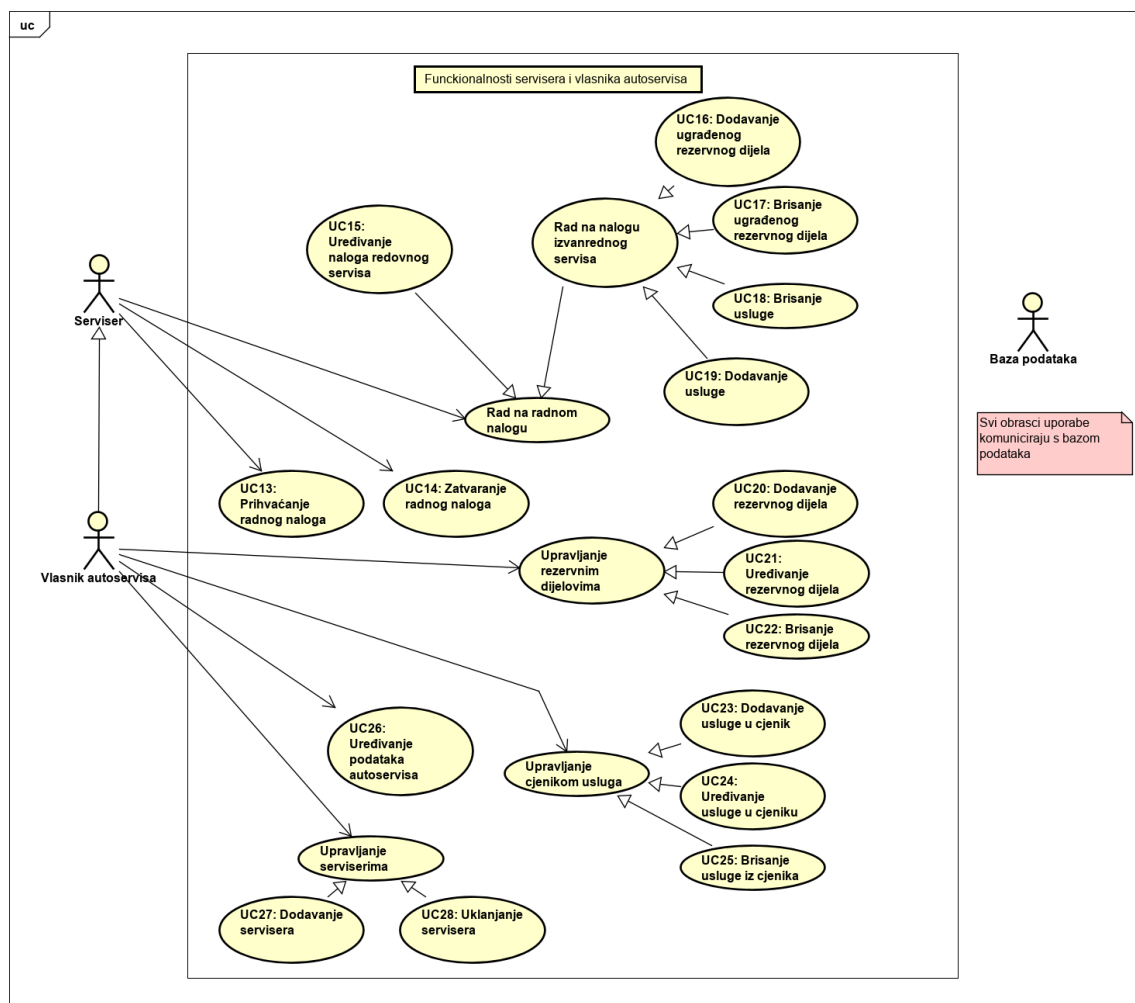 uc
Funckionalnosti servisera i vlasnika autoservisa
UC16: Dodavanje
ugrađenog
rezervnog dijela
UC17: Brisanje
ugrađenog
rezervnog dijela
UC15:
Uređivanje
naloga redovnog
servisa
Rad na nalogu
izvanrednog
servisa
UC18: Brisanje
usluge
Serviser
Baza podataka
UC19: Dodavanje
usluge
Rad na radnom
nalogu
Svi obrasci uporabe
komuniciraju s bazom
podataka
UC13:
Prihvaćanje
radnog naloga
UC14: Zatvaranje
radnog naloga
UC20: Dodavanje
rezervnog dijela
Vlasnik autoservisa
Upravljanje
rezervnim
dijelovima
UC21:
Uređivanje
rezervnog dijela
UC22: Brisanje
rezervnog dijela
UC23: Dodavanje
usluge u cjenik
UC26:
Uređivanje
podataka
autoservisa
Upravljanje
cjenikom usluga
UC24:
Uređivanje
usluge u cjeniku
Upravljanje
serviserima
UC25: Brisanje
usluge iz cjenika
UC27: Dodavanje
servisera
UC28: Uklanjanje
servisera